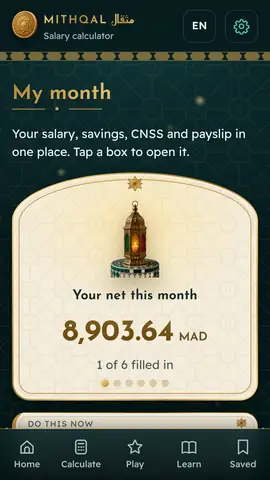 MITHQAL مثقال
Salary calculator
EN
My month
Your salary, savings, CNSS and payslip in
one place. Tap a box to open it.
Your net this month
8,903.64 MAD
1 of 6 filled in
DO THIS NOW
Home
Calculate
Play
Learn
Saved